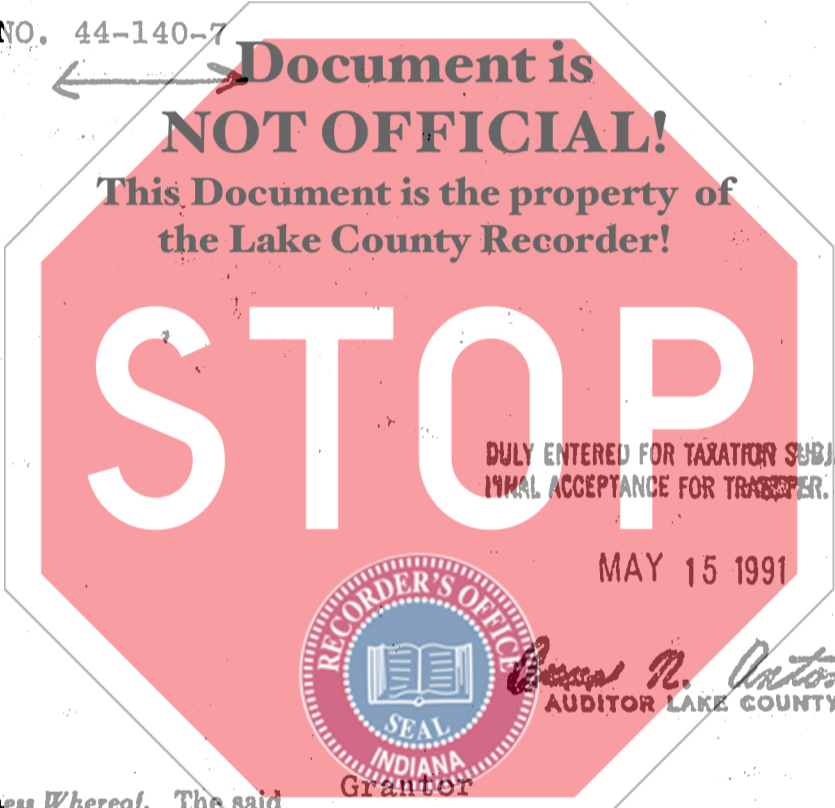 NO. 44-140-7
Document is
NOT OFFICIAL!
This Document is the property of
the Lake County Recorder!
STOP
DULY ENTERED FOR TAXATION
FINAL ACCEPTANCE FOR TRANSFER.
MAY 15 1991
RECORDER'S OFFICE
SEAL
INDIANA
N.
AUDITOR LAKE COUNTY
Grantor
Whereof, The said